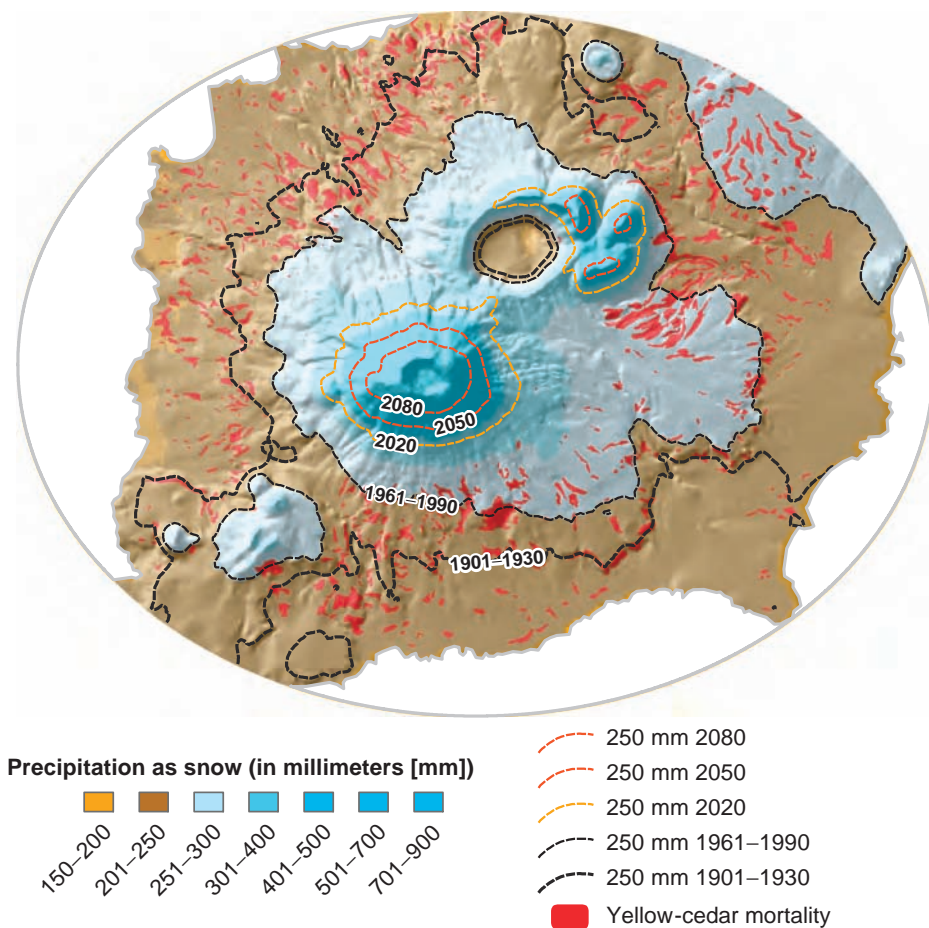 2080
2050
2020
1961–1990
1901–1930
Precipitation as snow (in millimeters [mm])
150–200
201–250
251–300
301–400
401–500
501–700
701–900
250 mm 2080
250 mm 2050
250 mm 2020
250 mm 1961–1990
250 mm 1901–1930
Yellow-cedar mortality